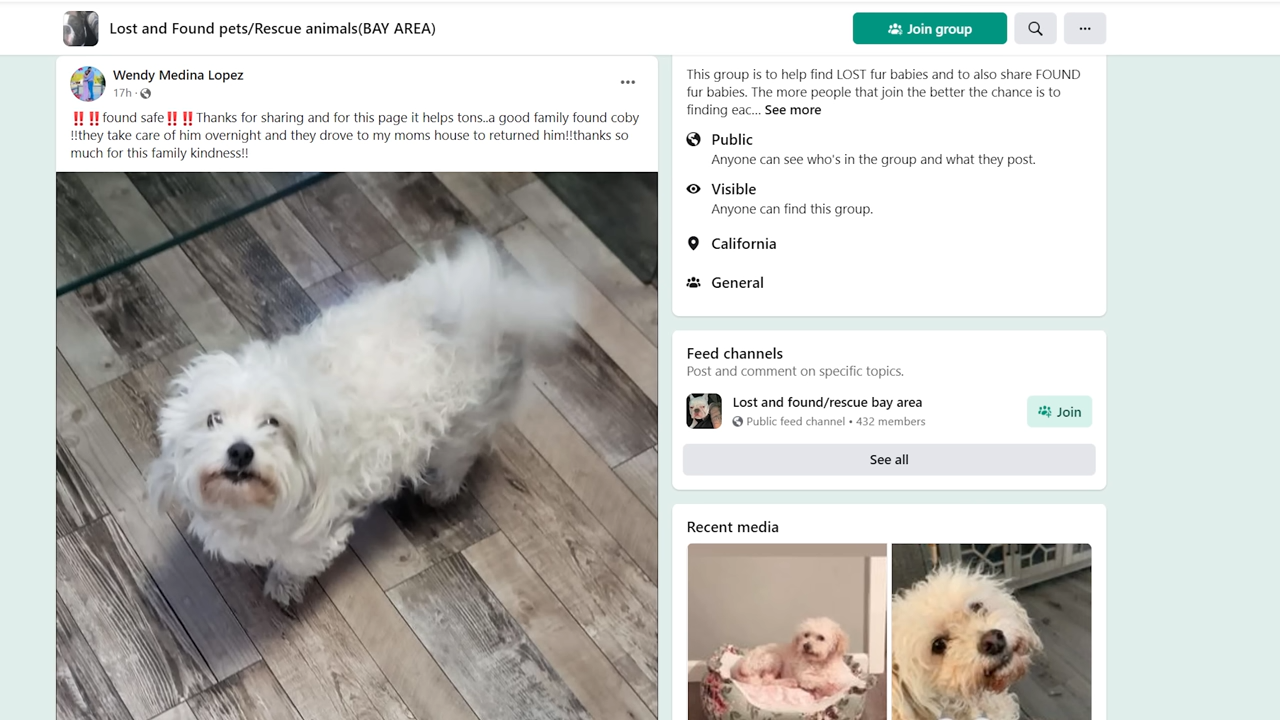 Lost and Found pets/Rescue animals(BAY AREA)
Join group
Wendy Medina Lopez
17h ·
‼️‼️found safe‼️‼️Thanks for sharing and for this page it helps tons..a good family found coby
!!they take care of him overnight and they drove to my moms house to returned him!!thanks so
much for this family kindness!!
This group is to help find LOST fur babies and to also share FOUND
fur babies. The more people that join the better the chance is to
finding eac... See more
Public
Anyone can see who's in the group and what they post.
Visible
Anyone can find this group.
California
General
Feed channels
Post and comment on specific topics.
Lost and found/rescue bay area
Public feed channel • 432 members
Join
See all
Recent media